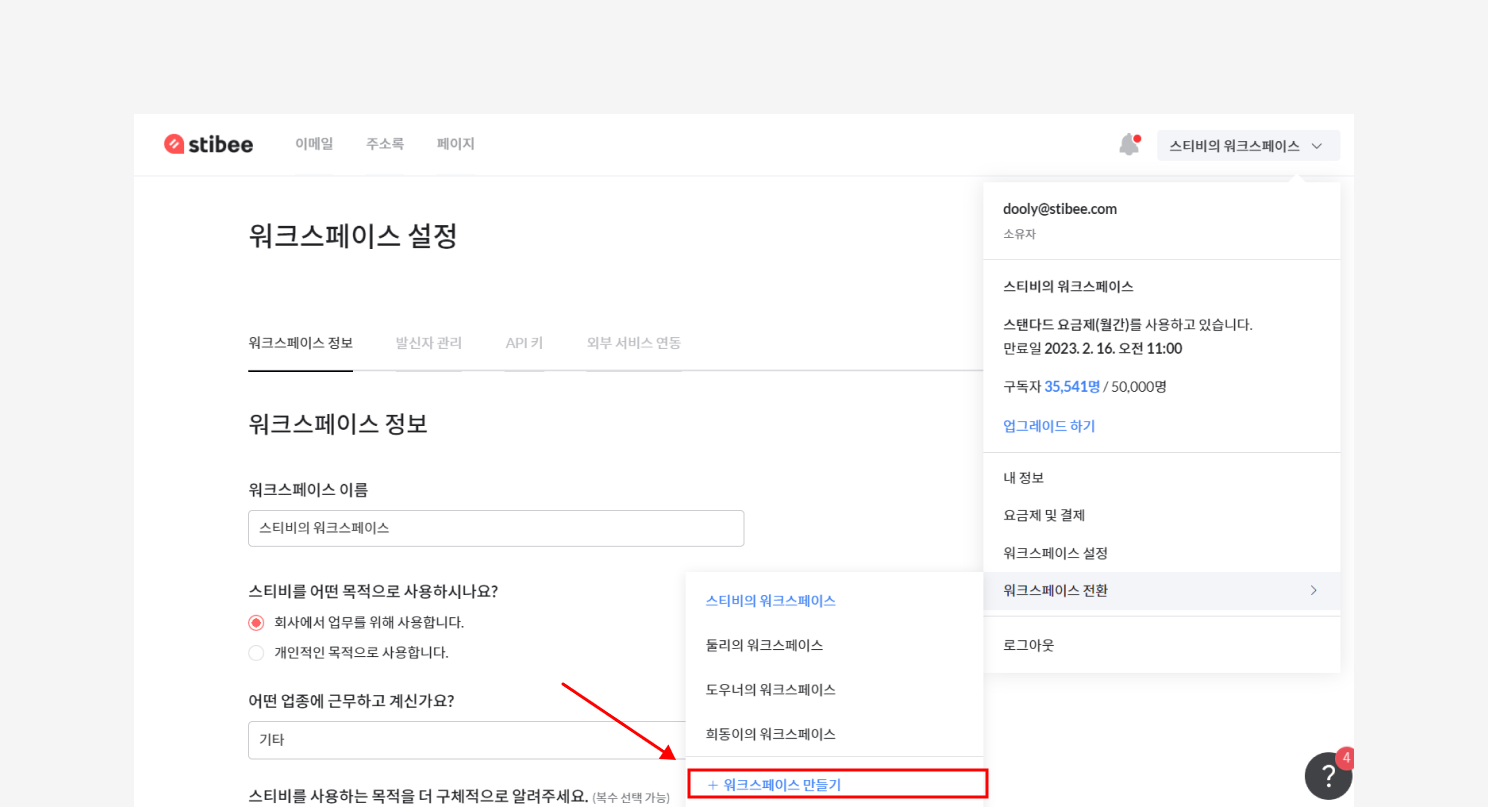 stibee
이메일
주소록
페이지
스티비의 워크스페이스
dooly@stibee.com
소유자
스티비의 워크스페이스
스탠다드 요금제(월간)를 사용하고 있습니다.
만료일 2023. 2. 16. 오전 11:00
구독자 35,541명 / 50,000명
업그레이드 하기
내 정보
요금제 및 결제
워크스페이스 설정
워크스페이스 전환
로그아웃
워크스페이스 설정
워크스페이스 정보
발신자 관리
API 키
외부 서비스 연동
워크스페이스 정보
워크스페이스 이름
스티비의 워크스페이스
스티비를 어떤 목적으로 사용하시나요?
회사에서 업무를 위해 사용합니다.
개인적인 목적으로 사용합니다.
어떤 업종에 근무하고 계신가요?
기타
스티비를 사용하는 목적을 더 구체적으로 알려주세요. (복수 선택 가능)
스티비의 워크스페이스
둘리의 워크스페이스
도우너의 워크스페이스
희동이의 워크스페이스
+ 워크스페이스 만들기
?
4